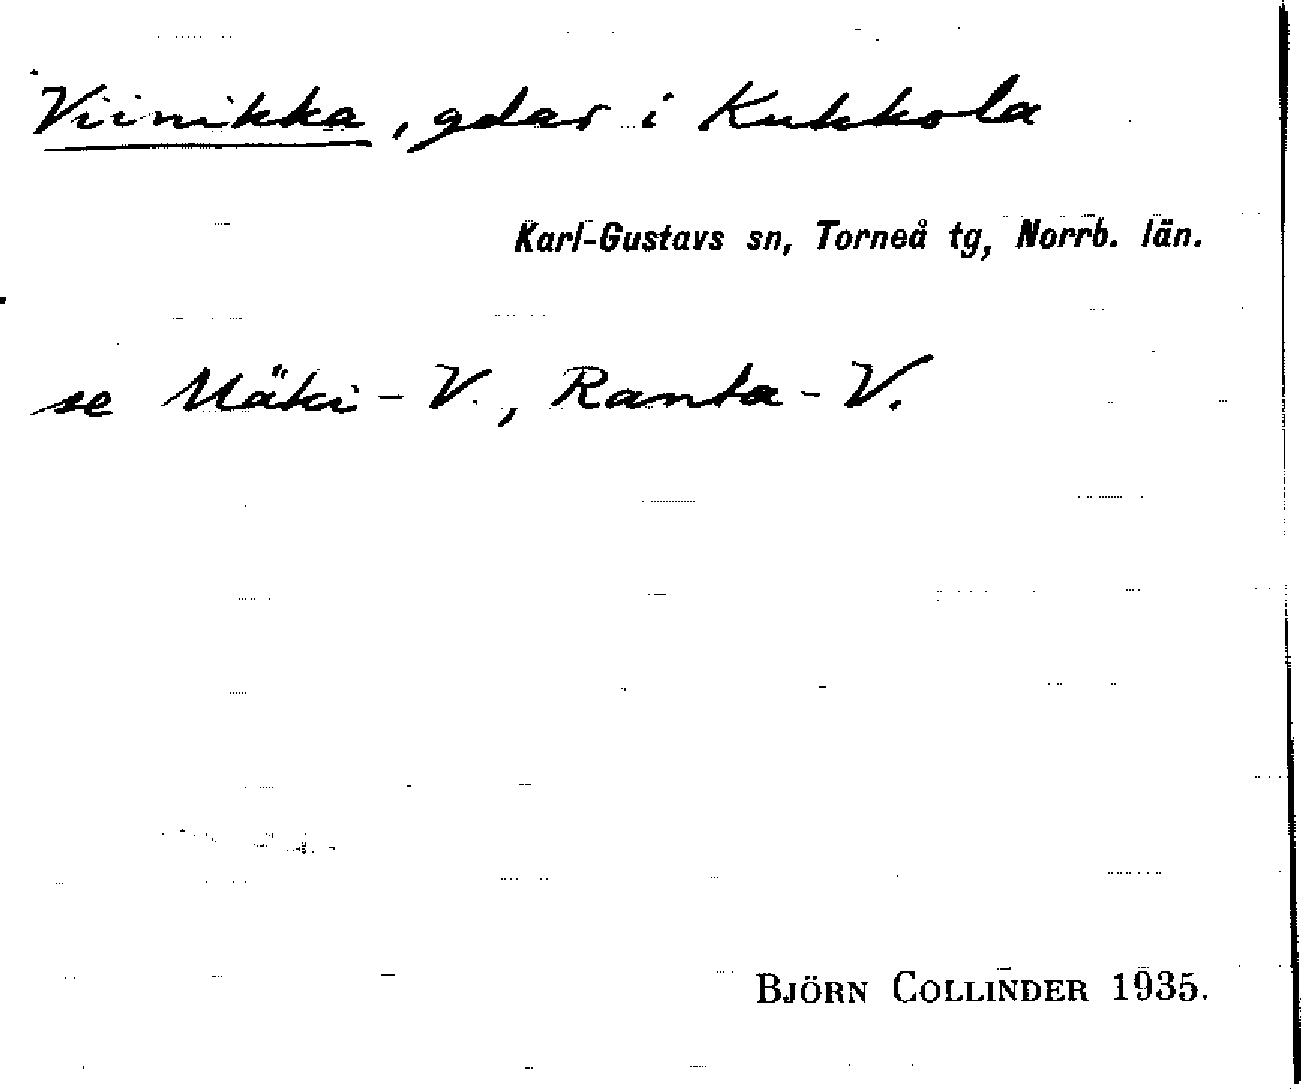 Viinikka, gdar i Kukkola
Karl-Gustavs sn, Torneå tg, Norrb. län.
se Mäki-V., Ranta-V.
BJÖRN COLLINDER 1935.